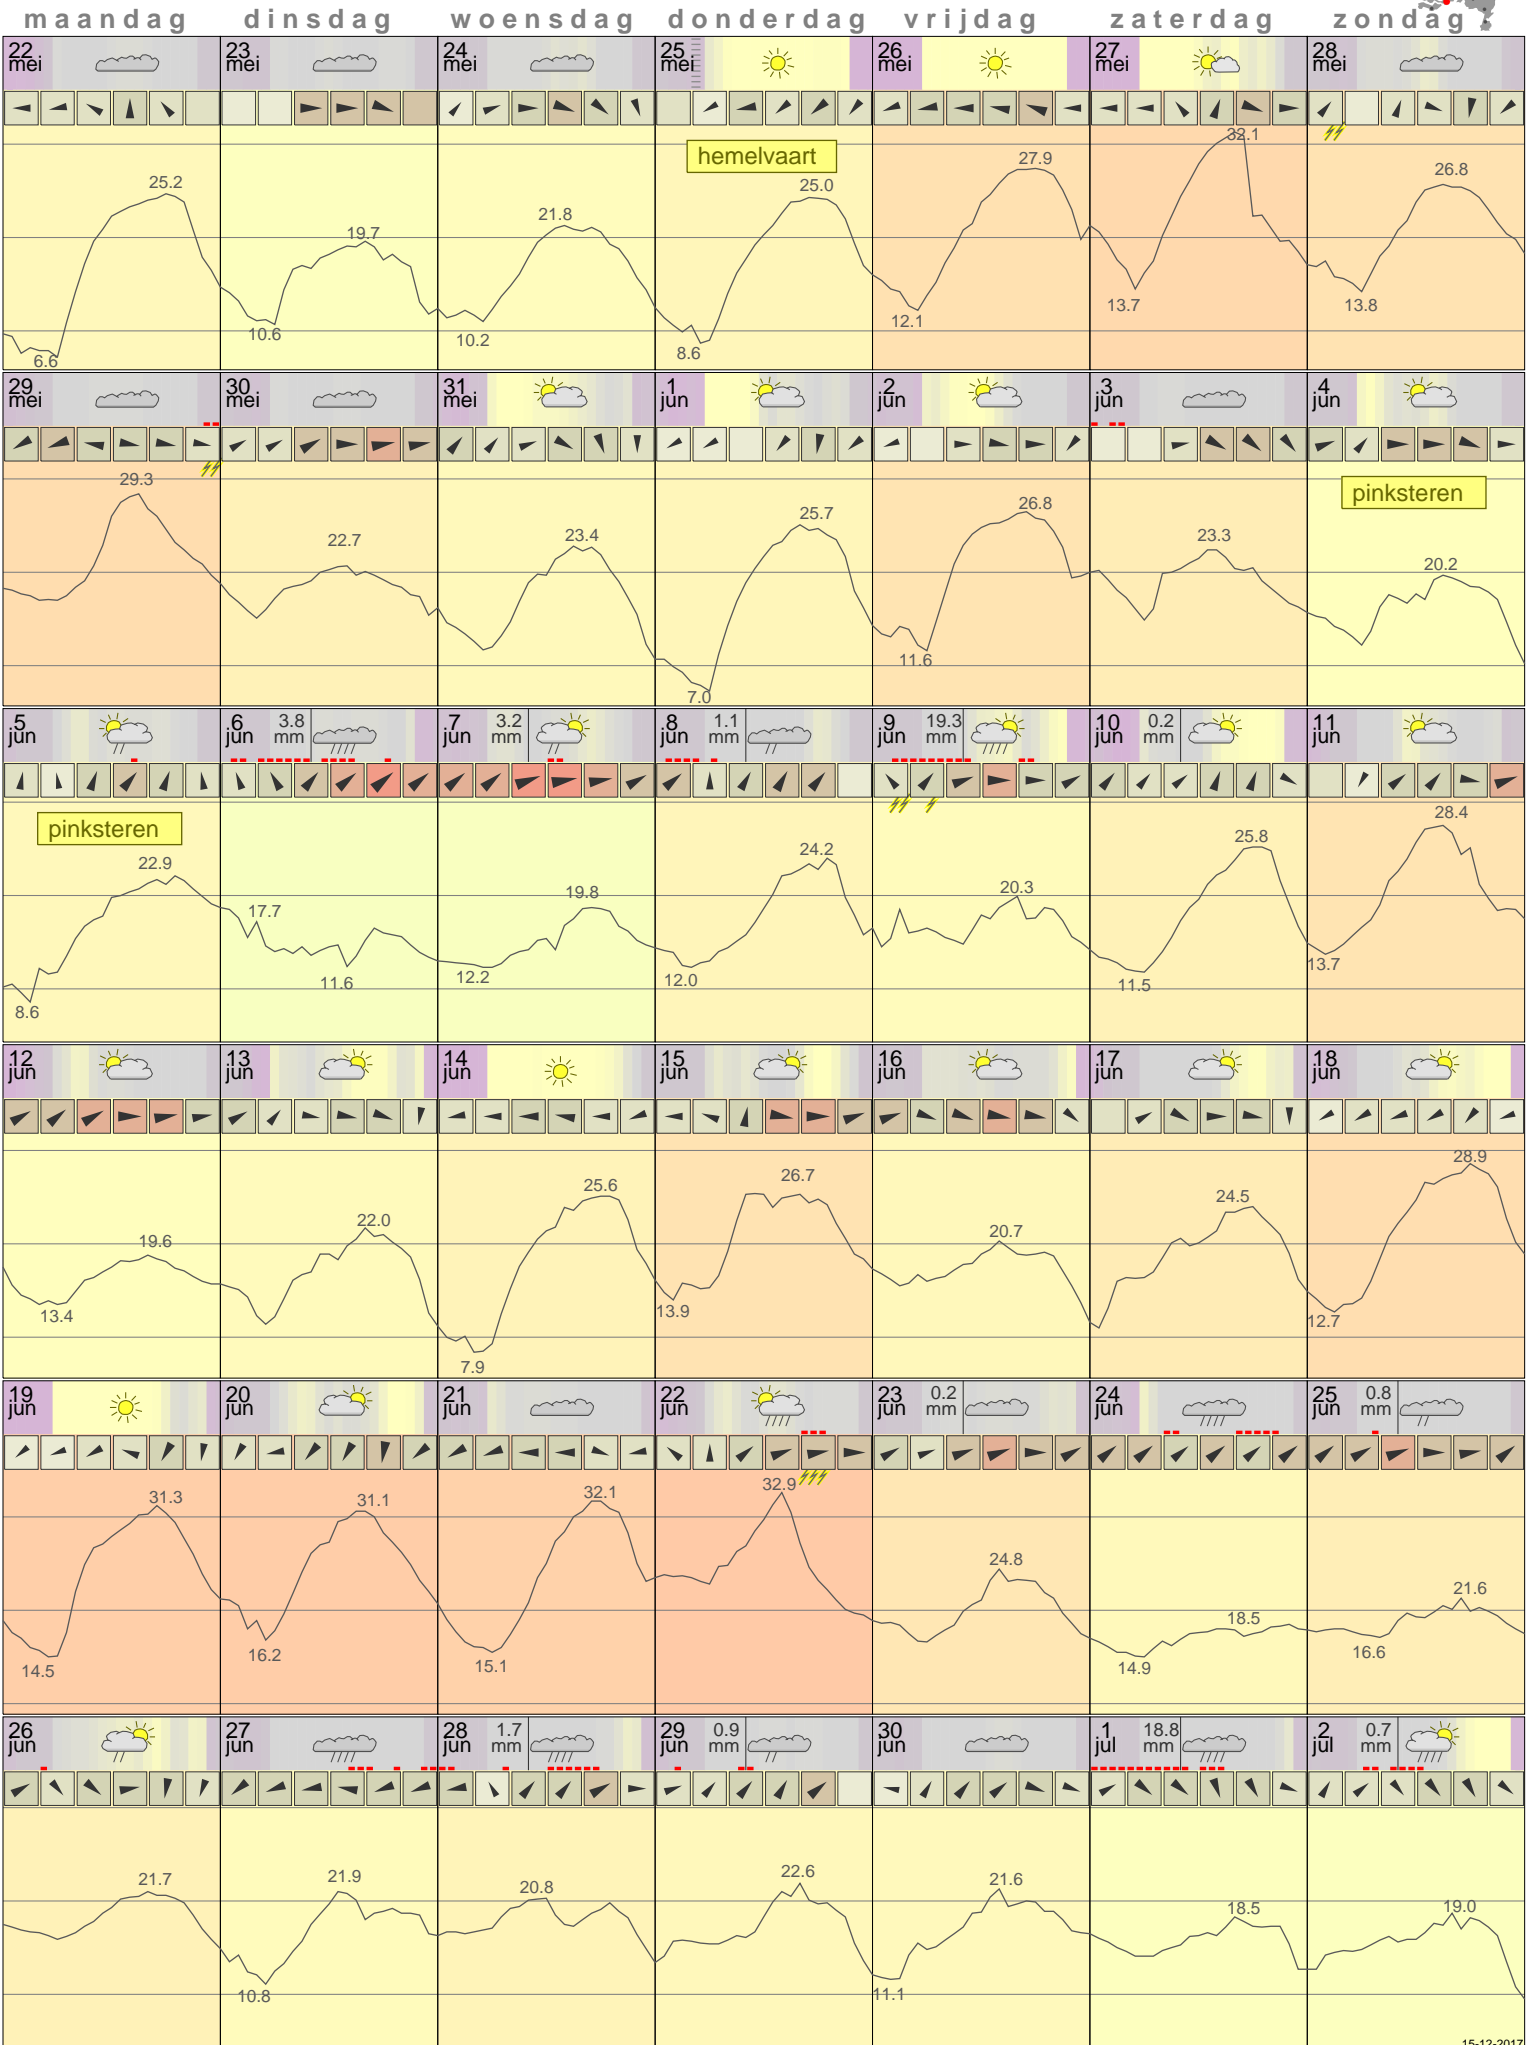 maandag dinsdag woensdag donderdag vrijdag zaterdag zondag
22 23 24 25 26 27 28
mei mei mei mei mei mei mei
32.1
hemelvaart
25.2 19.7 21.8 25.0 27.9 26.8
6.6 10.6 10.2 8.6 12.1 13.7 13.8
29 30 31 1 2 3 4
mei mei mei jun jun jun jun
pinksteren
29.3 22.7 23.4 25.7 26.8 23.3 20.2
7.0 11.6
5 6 3.8 7 3.2 8 1.1 9 19.3 10 0.2 11
jun jun mm jun mm jun mm jun mm jun mm jun
pinksteren
22.9 17.7 19.8 24.2 20.3 25.8 28.4
8.6 11.6 12.2 12.0 11.5 13.7
12 13 14 15 16 17 18
jun jun jun jun jun jun jun
19.6 22.0 25.6 26.7 20.7 24.5 28.9
13.4 7.9 13.9 12.7
19 20 21 22 23 0.2 24 25 0.8
jun jun jun jun jun mm jun jun mm
31.3 31.1 32.1 32.9 24.8 18.5 21.6
14.5 16.2 15.1 14.9 16.6
26 27 28 1.7 29 0.9 30 1 18.8 2 0.7
jun jun jun mm jun mm jun jul mm jul mm
21.7 21.9 20.8 22.6 21.6 18.5 19.0
10.8 11.1
15-12-2017